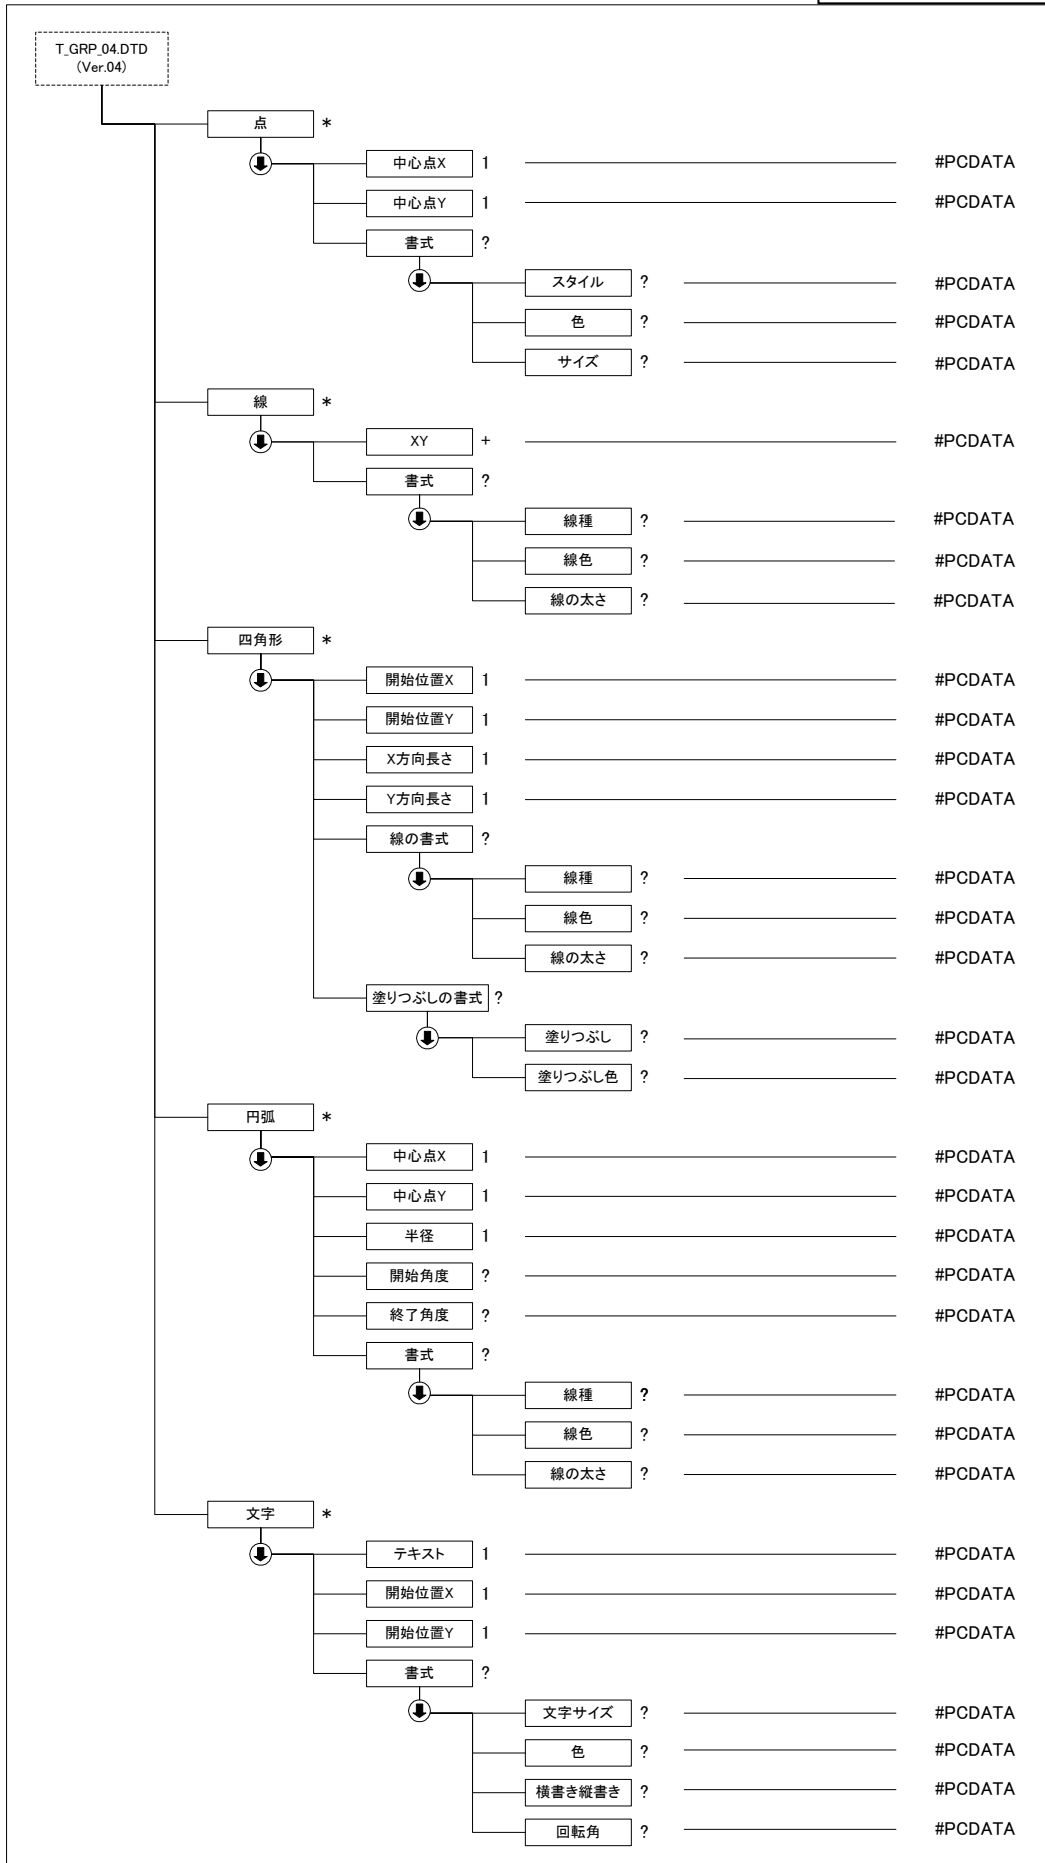 T_GRP_04.DTD
(Ver.04)
点 *
中心点X 1 #PCDATA
中心点Y 1 #PCDATA
書式 ?
スタイル ? #PCDATA
色 ? #PCDATA
サイズ ? #PCDATA
線 *
XY + #PCDATA
書式 ?
線種 ? #PCDATA
線色 ? #PCDATA
線の太さ ? #PCDATA
四角形 *
開始位置X 1 #PCDATA
開始位置Y 1 #PCDATA
X方向長さ 1 #PCDATA
Y方向長さ 1 #PCDATA
線の書式 ?
線種 ? #PCDATA
線色 ? #PCDATA
線の太さ ? #PCDATA
塗りつぶしの書式 ?
塗りつぶし ? #PCDATA
塗りつぶし色 ? #PCDATA
円弧 *
中心点X 1 #PCDATA
中心点Y 1 #PCDATA
半径 1 #PCDATA
開始角度 ? #PCDATA
終了角度 ? #PCDATA
書式 ?
線種 ? #PCDATA
線色 ? #PCDATA
線の太さ ? #PCDATA
文字 *
テキスト 1 #PCDATA
開始位置X 1 #PCDATA
開始位置Y 1 #PCDATA
書式 ?
文字サイズ ? #PCDATA
色 ? #PCDATA
横書き縦書き ? #PCDATA
回転角 ? #PCDATA